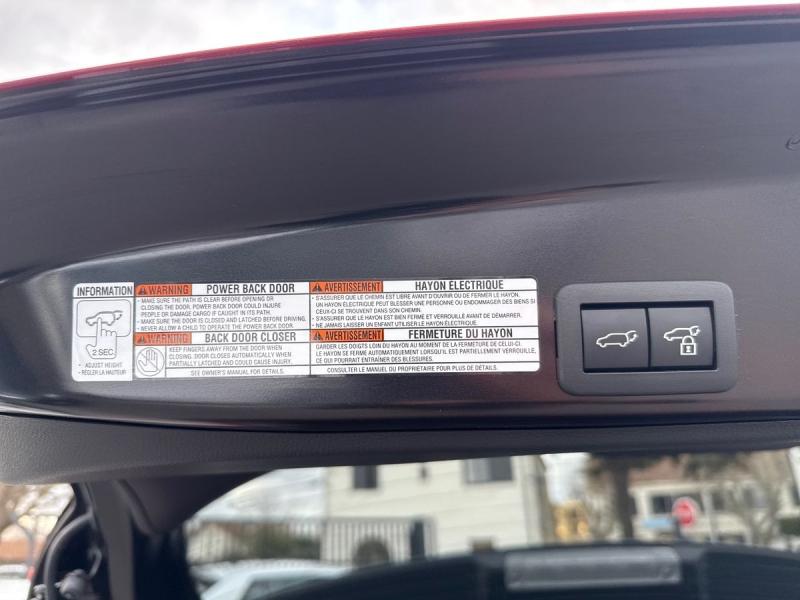 INFORMATION
2 SEC
• ADJUST HEIGHT
• RÉGLER LA HAUTEUR
WARNING POWER BACK DOOR
• MAKE SURE THE PATH IS CLEAR BEFORE OPENING OR
CLOSING THE DOOR. POWER BACK DOOR COULD INJURE
PEOPLE OR DAMAGE CARGO IF CAUGHT IN ITS PATH.
• MAKE SURE THE DOOR IS CLOSED AND LATCHED BEFORE DRIVING.
• NEVER ALLOW A CHILD TO OPERATE THE POWER BACK DOOR.
WARNING BACK DOOR CLOSER
KEEP FINGERS AWAY FROM THE DOOR WHEN
CLOSING. DOOR CLOSES AUTOMATICALLY WHEN
PARTIALLY LATCHED AND COULD CAUSE INJURY.
SEE OWNER'S MANUAL FOR DETAILS.
AVERTISSEMENT HAYON ÉLECTRIQUE
• S'ASSURER QUE LE CHEMIN EST LIBRE AVANT D'OUVRIR OU DE FERMER LE HAYON.
UN HAYON ÉLECTRIQUE PEUT BLESSER UNE PERSONNE OU ENDOMMAGER DES BIENS SI
CEUX-CI SE TROUVENT DANS SON CHEMIN.
• S'ASSURER QUE LE HAYON EST BIEN FERMÉ ET VERROUILLÉ AVANT DE DÉMARRER.
• NE JAMAIS LAISSER UN ENFANT UTILISER LE HAYON ÉLECTRIQUE.
AVERTISSEMENT FERMETURE DU HAYON
GARDER LES DOIGTS LOIN DU HAYON AU MOMENT DE LA FERMETURE DE CELUI-CI.
LE HAYON SE FERME AUTOMATIQUEMENT LORSQU'IL EST PARTIELLEMENT VERROUILLÉ,
CE QUI POURRAIT ENTRAÎNER DES BLESSURES.
CONSULTER LE MANUEL DU PROPRIÉTAIRE POUR PLUS DE DÉTAILS.